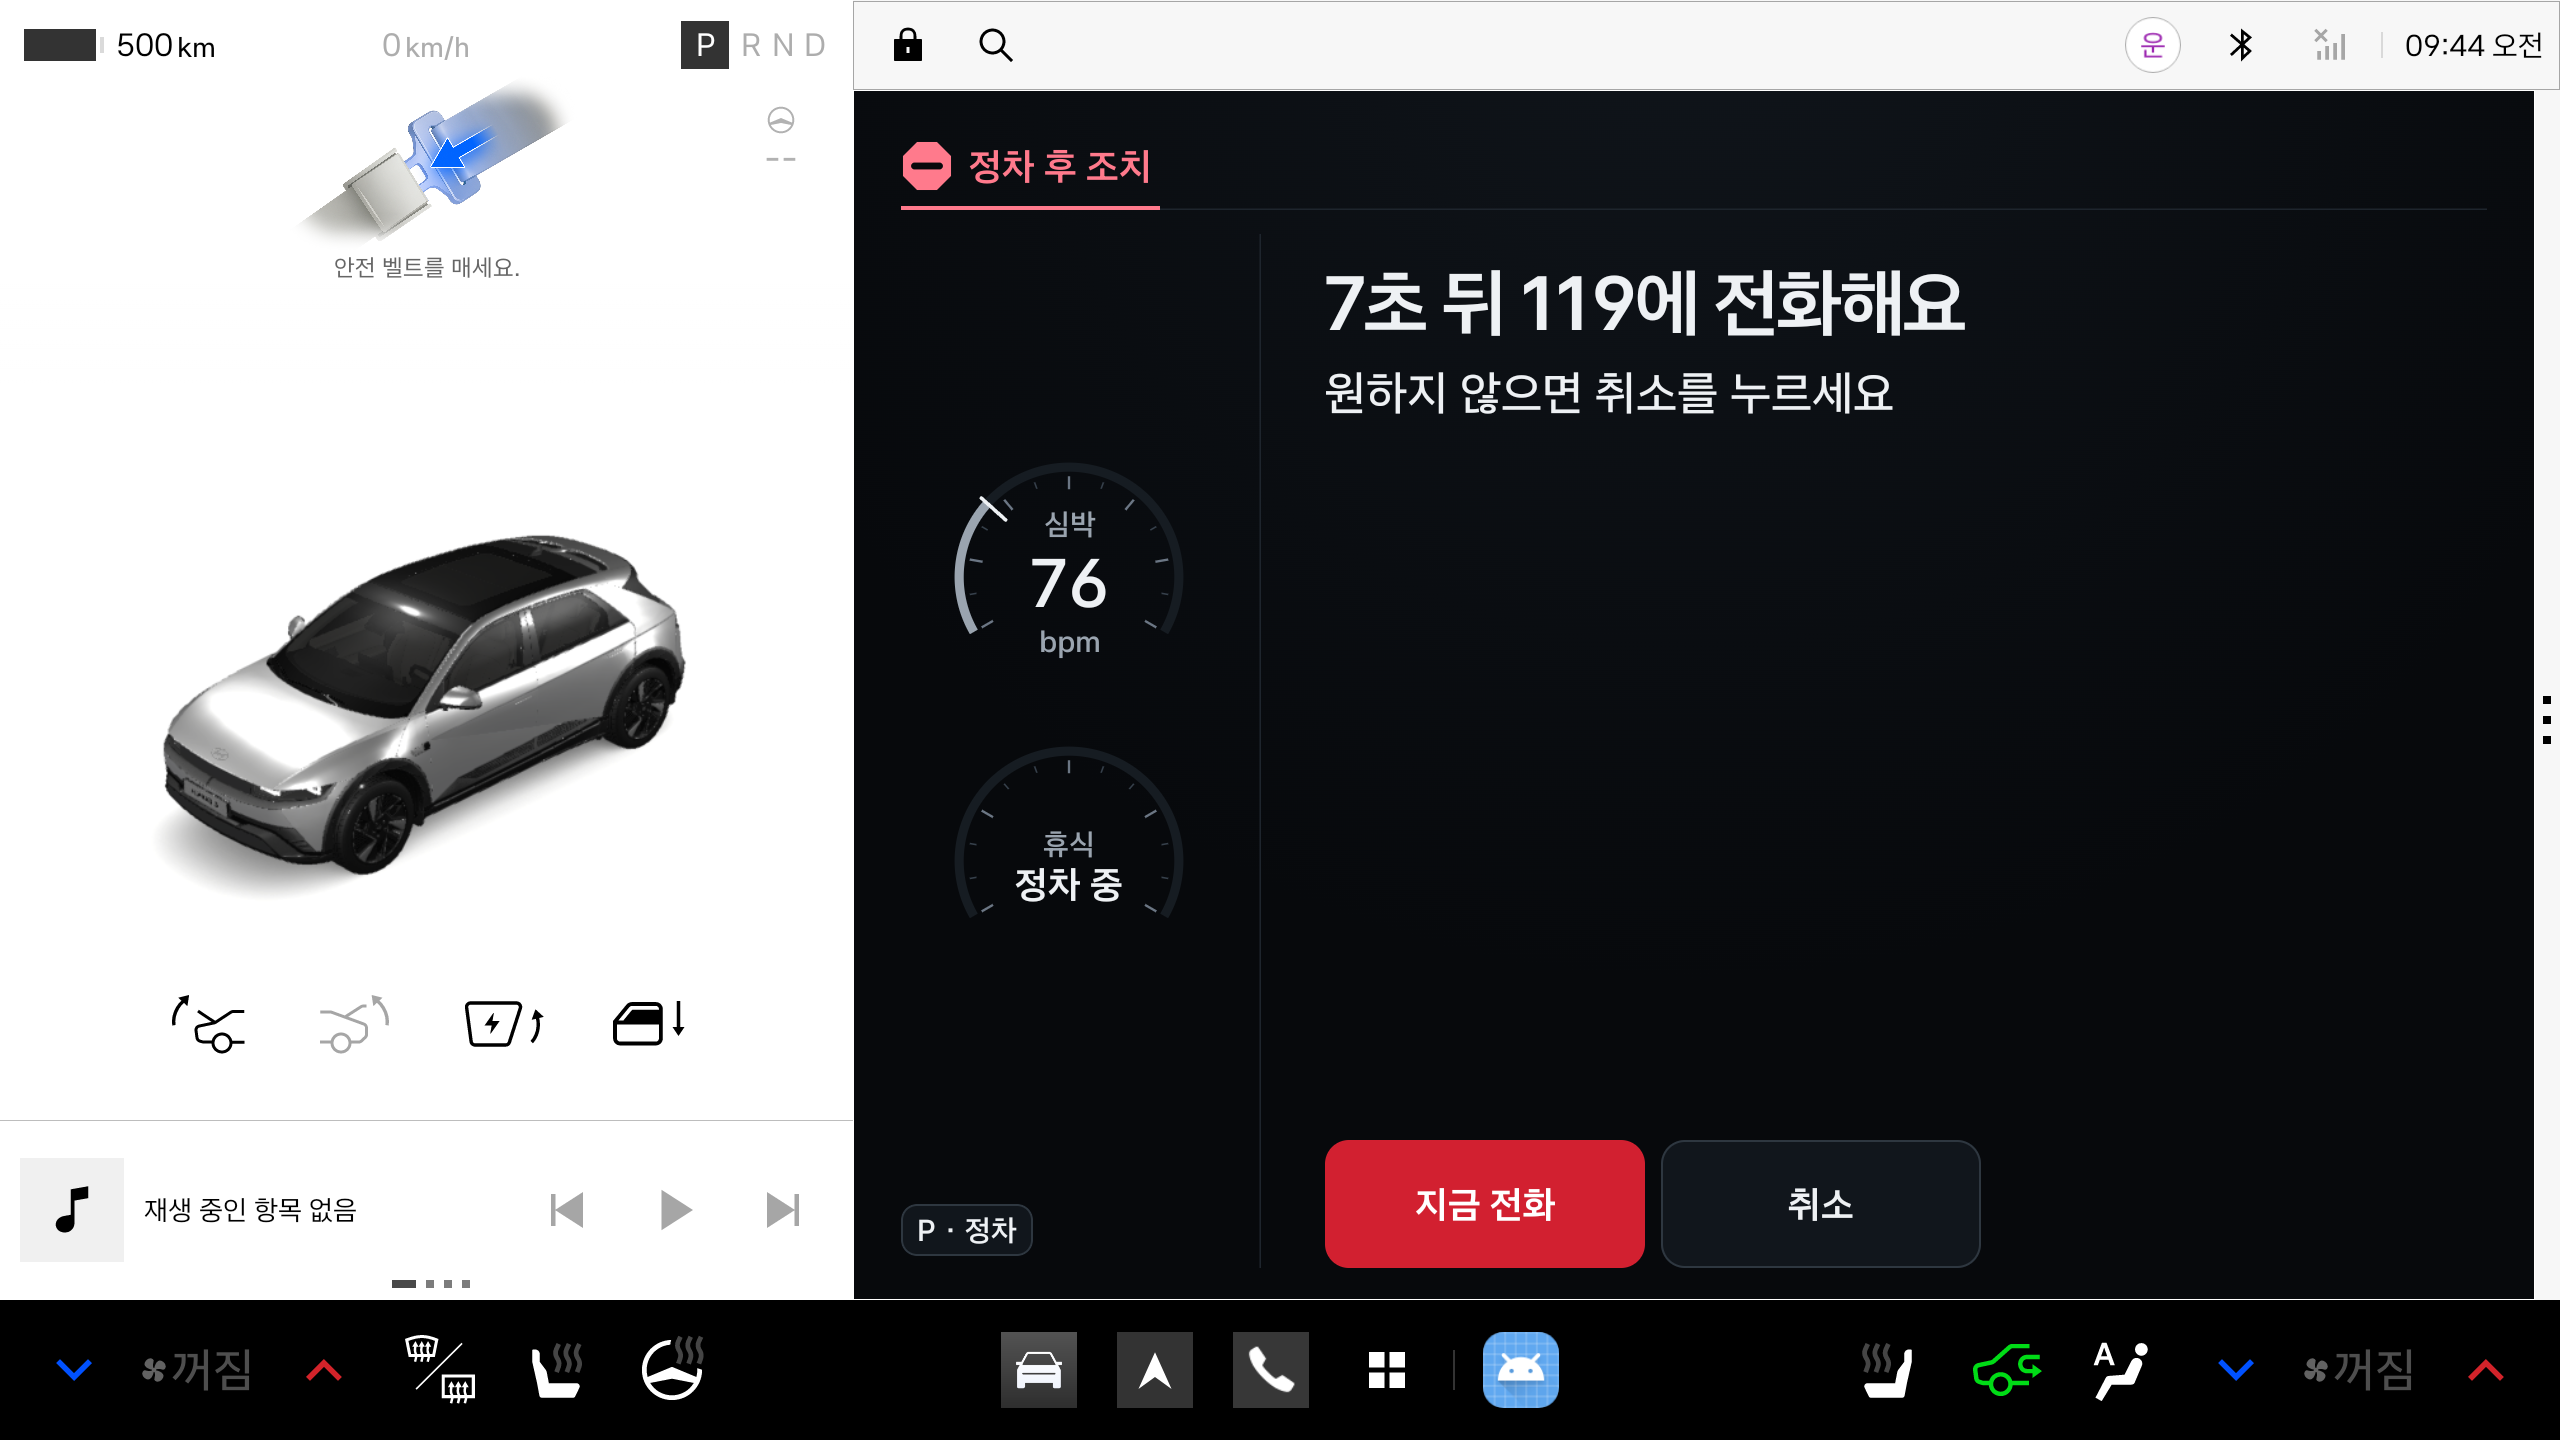 500 km
0 km/h
P R N D
운
09:44 오전
안전 벨트를 매세요.
정차 후 조치
7초 뒤 119에 전화해요
원하지 않으면 취소를 누르세요
심박
76
bpm
휴식
정차 중
P · 정차
지금 전화
취소
재생 중인 항목 없음
꺼짐
A
꺼짐